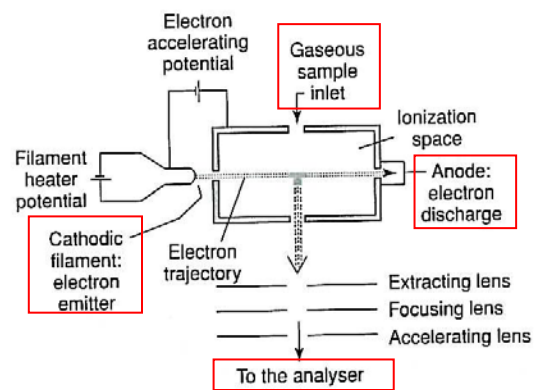 Electron
accelerating
potential
Gaseous
sample
inlet
Ionization
space
Filament
heater
potential
Anode:
electron
discharge
Cathodic
filament:
electron
emitter
Electron
trajectory
Extracting lens
Focusing lens
Accelerating lens
To the analyser